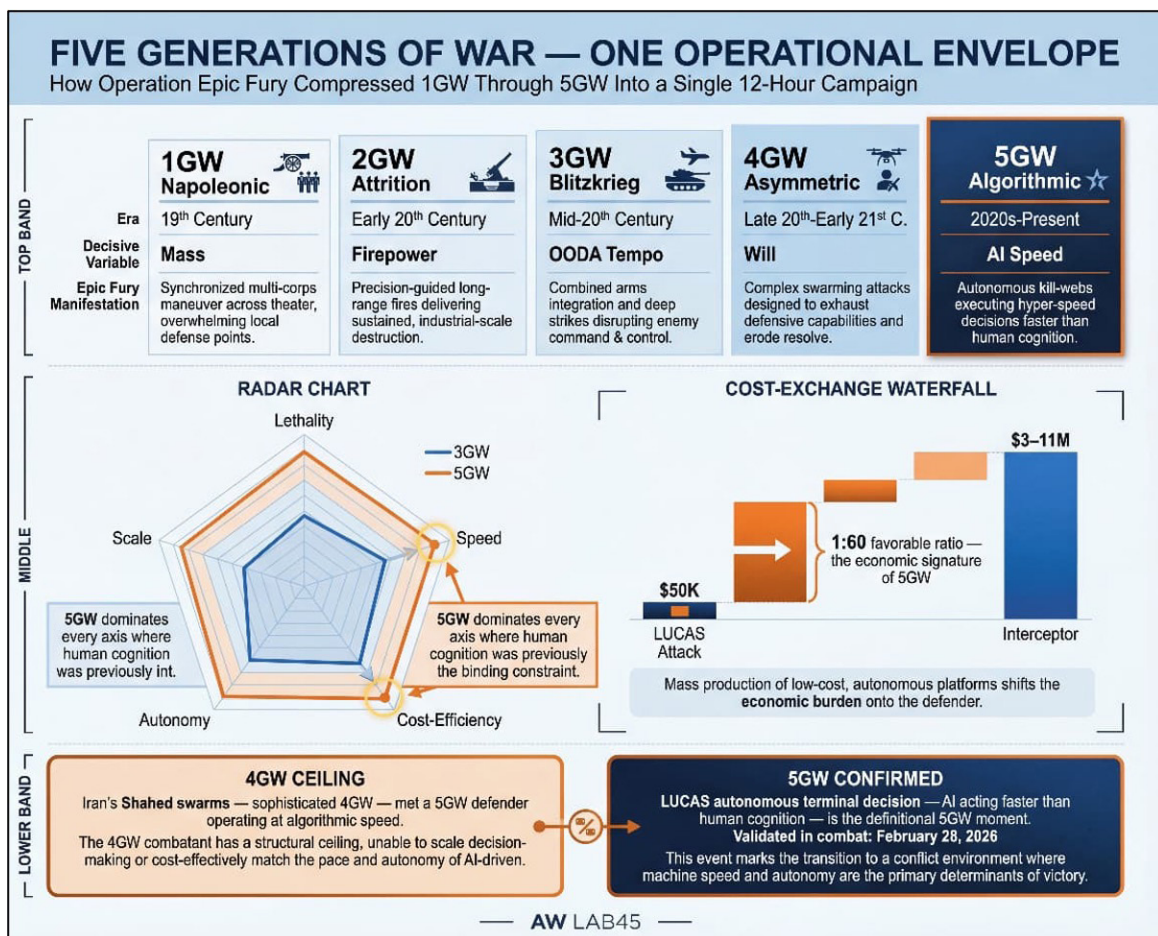 FIVE GENERATIONS OF WAR — ONE OPERATIONAL ENVELOPE
How Operation Epic Fury Compressed 1GW Through 5GW Into a Single 12-Hour Campaign
TOP BAND
Era
Decisive
Variable
Epic Fury
Manifestation
1GW
Napoleonic
19th Century
Mass
Synchronized multi-corps
maneuver across theater,
overwhelming local
defense points.
2GW
Attrition
Early 20th Century
Firepower
Precision-guided long-
range fires delivering
sustained, industrial-scale
destruction.
3GW
Blitzkrieg
Mid-20th Century
OODA Tempo
Combined arms
integration and deep
strikes disrupting enemy
command & control.
4GW
Asymmetric
Late 20th-Early 21st C.
Will
Complex swarming attacks
designed to exhaust
defensive capabilities and
erode resolve.
5GW
Algorithmic
2020s-Present
AI Speed
Autonomous kill-webs
executing hyper-speed
decisions faster than
human cognition.
MIDDLE
RADAR CHART
Lethality
3GW
5GW
Scale
Speed
5GW dominates
every axis where
human cognition
was previously int.
5GW dominates every
axis where human
cognition was previously
the binding constraint.
Autonomy
Cost-Efficiency
COST-EXCHANGE WATERFALL
$3–11M
1:60 favorable ratio —
the economic signature
of 5GW
$50K
LUCAS
Attack
Interceptor
Mass production of low-cost, autonomous platforms shifts the
economic burden onto the defender.
LOWER BAND
4GW CEILING
Iran's Shahed swarms — sophisticated 4GW — met a 5GW defender
operating at algorithmic speed.
The 4GW combatant has a structural ceiling, unable to scale decision-
making or cost-effectively match the pace and autonomy of AI-driven.
5GW CONFIRMED
LUCAS autonomous terminal decision — AI acting faster than
human cognition — is the definitional 5GW moment.
Validated in combat: February 28, 2026
This event marks the transition to a conflict environment where
machine speed and autonomy are the primary determinants of victory.
— AW LAB45 —